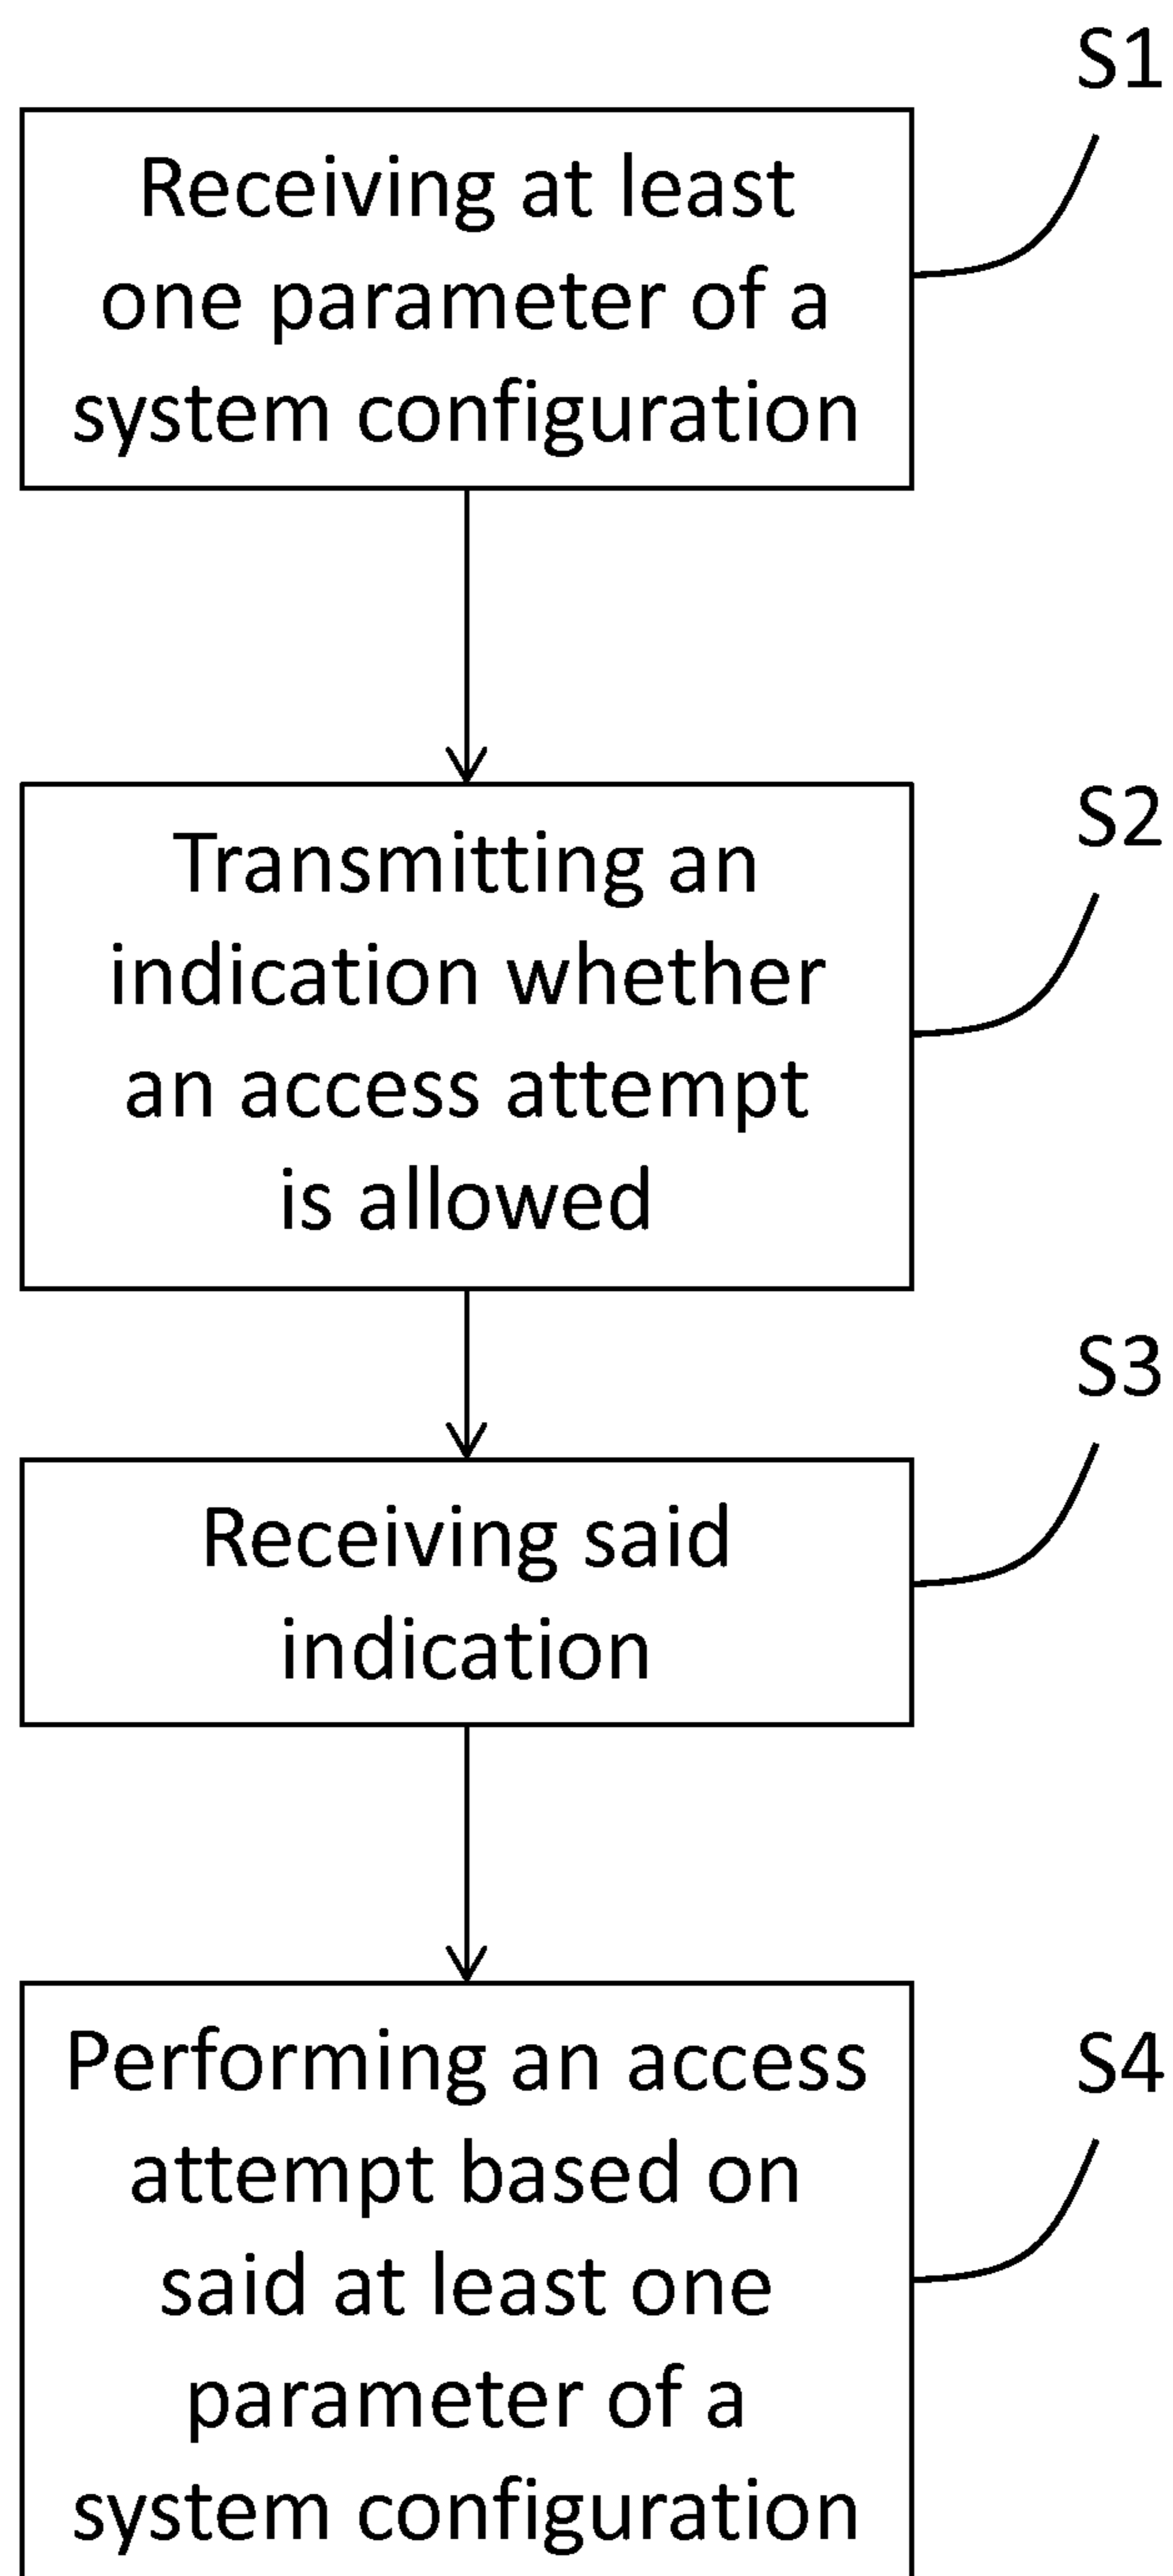 S1
Receiving at least
one parameter of a
system configuration
S2
Transmitting an
indication whether
an access attempt
is allowed
S3
Receiving said
indication
S4
Performing an access
attempt based on
said at least one
parameter of a
system configuration